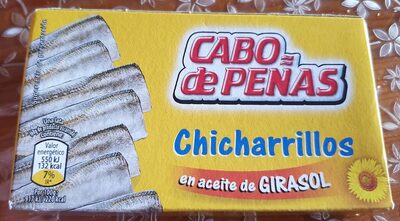 CABO
de PEÑAS
Chicharrillos
en aceite de GIRASOL
Valor
energético
550 kJ
132 kcal
7%